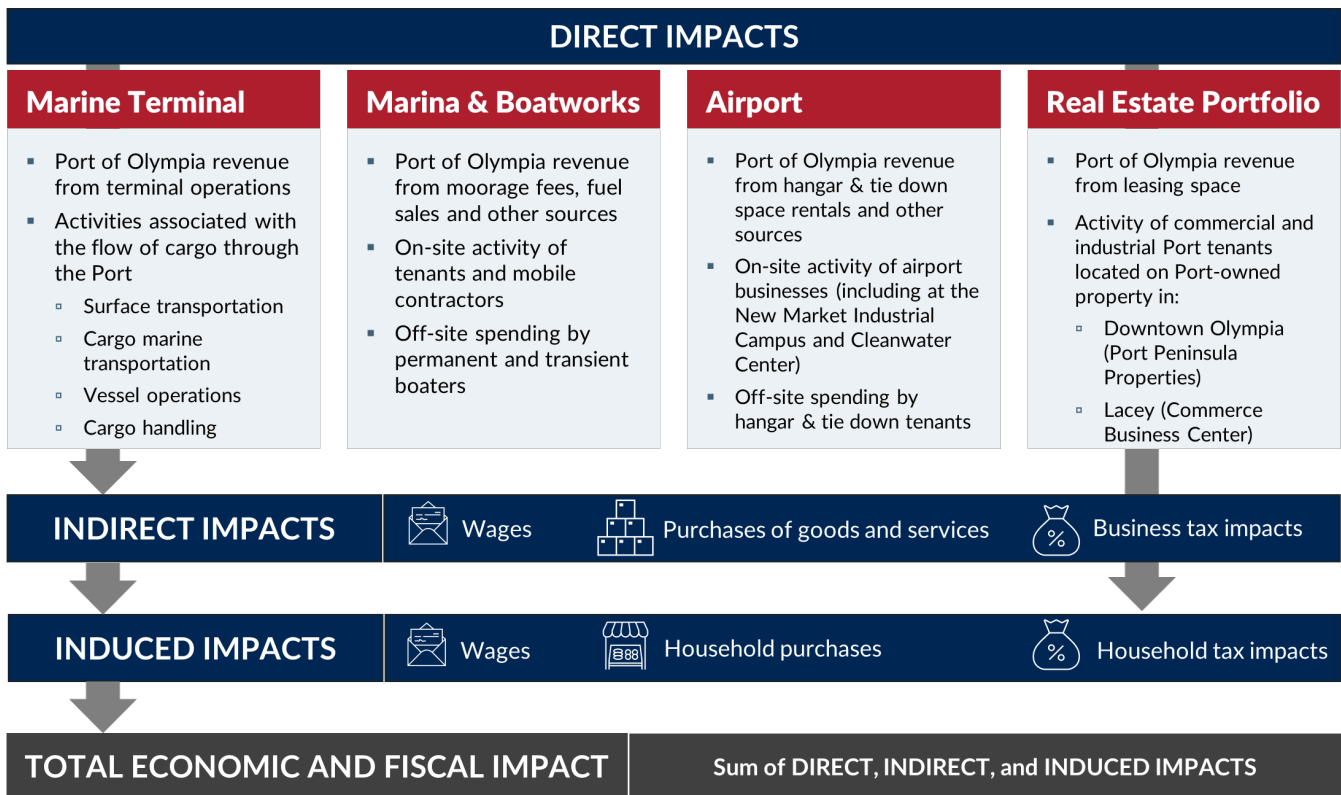 DIRECT IMPACTS
Marine Terminal
▪ Port of Olympia revenue
from terminal operations
▪ Activities associated with
the flow of cargo through
the Port
▫ Surface transportation
▫ Cargo marine
transportation
▫ Vessel operations
▫ Cargo handling
Marina & Boatworks
▪ Port of Olympia revenue
from moorage fees, fuel
sales and other sources
▪ On-site activity of
tenants and mobile
contractors
▪ Off-site spending by
permanent and transient
boaters
Airport
▪ Port of Olympia revenue
from hangar & tie down
space rentals and other
sources
▪ On-site activity of airport
businesses (including at the
New Market Industrial
Campus and Cleanwater
Center)
▪ Off-site spending by
hangar & tie down tenants
Real Estate Portfolio
▪ Port of Olympia revenue
from leasing space
▪ Activity of commercial and
industrial Port tenants
located on Port-owned
property in:
▫ Downtown Olympia
(Port Peninsula
Properties)
▫ Lacey (Commerce
Business Center)
INDIRECT IMPACTS
Wages
Purchases of goods and services
%
Business tax impacts
INDUCED IMPACTS
Wages
Household purchases
%
Household tax impacts
TOTAL ECONOMIC AND FISCAL IMPACT
Sum of DIRECT, INDIRECT, and INDUCED IMPACTS